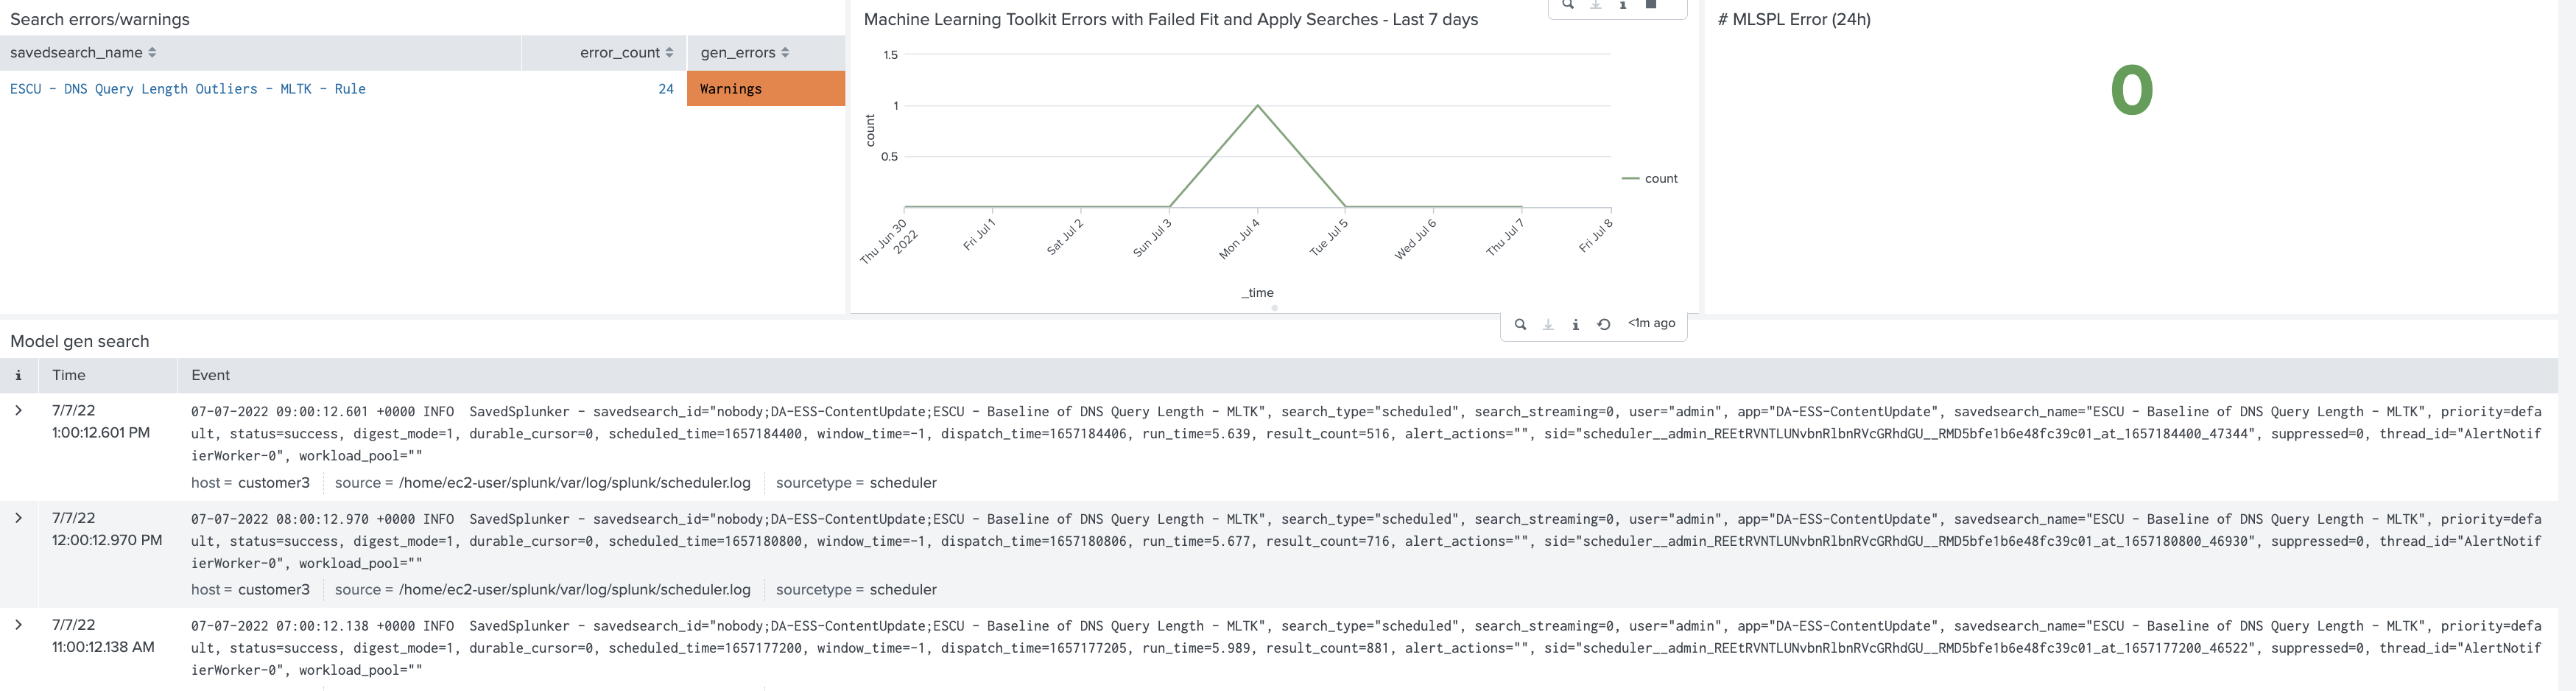 Search errors/warnings
savedsearch_name error_count gen_errors
ESCU - DNS Query Length Outliers - MLTK - Rule 24 Warnings
Machine Learning Toolkit Errors with Failed Fit and Apply Searches - Last 7 days
1.5
1
0.5
count
Thu Jun 30
2022
Fri Jul 1
Sat Jul 2
Sun Jul 3
Mon Jul 4
Tue Jul 5
Wed Jul 6
Thu Jul 7
Fri Jul 8
_time
count
# MLSPL Error (24h)
0
<1m ago
Model gen search
i Time Event
7/7/22
1:00:12.601 PM
07-07-2022 09:00:12.601 +0000 INFO SavedSplunker - savedsearch_id="nobody;DA-ESS-ContentUpdate;ESCU - Baseline of DNS Query Length - MLTK", search_type="scheduled", search_streaming=0, user="admin", app="DA-ESS-ContentUpdate", savedsearch_name="ESCU - Baseline of DNS Query Length - MLTK", priority=defa
ult, status=success, digest_mode=1, durable_cursor=0, scheduled_time=1657184400, window_time=-1, dispatch_time=1657184406, run_time=5.639, result_count=516, alert_actions="", sid="scheduler__admin_REEtRVNTLUNvbnRlbnRVcGRhdGU__RMD5bfe1b6e48fc39c01_at_1657184400_47344", suppressed=0, thread_id="AlertNotif
ierWorker-0", workload_pool=""
host = customer3 source = /home/ec2-user/splunk/var/log/splunk/scheduler.log sourcetype = scheduler
7/7/22
12:00:12.970 PM
07-07-2022 08:00:12.970 +0000 INFO SavedSplunker - savedsearch_id="nobody;DA-ESS-ContentUpdate;ESCU - Baseline of DNS Query Length - MLTK", search_type="scheduled", search_streaming=0, user="admin", app="DA-ESS-ContentUpdate", savedsearch_name="ESCU - Baseline of DNS Query Length - MLTK", priority=defa
ult, status=success, digest_mode=1, durable_cursor=0, scheduled_time=1657180800, window_time=-1, dispatch_time=1657180806, run_time=5.677, result_count=716, alert_actions="", sid="scheduler__admin_REEtRVNTLUNvbnRlbnRVcGRhdGU__RMD5bfe1b6e48fc39c01_at_1657180800_46930", suppressed=0, thread_id="AlertNotif
ierWorker-0", workload_pool=""
host = customer3 source = /home/ec2-user/splunk/var/log/splunk/scheduler.log sourcetype = scheduler
7/7/22
11:00:12.138 AM
07-07-2022 07:00:12.138 +0000 INFO SavedSplunker - savedsearch_id="nobody;DA-ESS-ContentUpdate;ESCU - Baseline of DNS Query Length - MLTK", search_type="scheduled", search_streaming=0, user="admin", app="DA-ESS-ContentUpdate", savedsearch_name="ESCU - Baseline of DNS Query Length - MLTK", priority=defa
ult, status=success, digest_mode=1, durable_cursor=0, scheduled_time=1657177200, window_time=-1, dispatch_time=1657177205, run_time=5.989, result_count=881, alert_actions="", sid="scheduler__admin_REEtRVNTLUNvbnRlbnRVcGRhdGU__RMD5bfe1b6e48fc39c01_at_1657177200_46522", suppressed=0, thread_id="AlertNotif
ierWorker-0", workload_pool=""